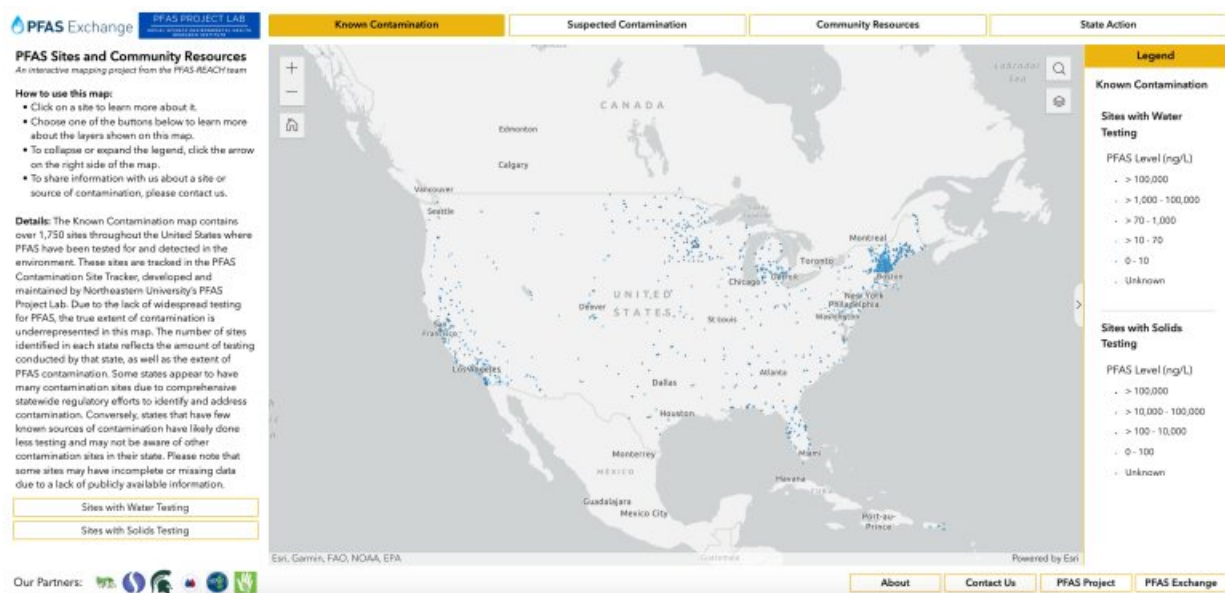 PFAS Exchange
PFAS PROJECT LAB
Known Contamination
Suspected Contamination
Community Resources
State Action
PFAS Sites and Community Resources
An interactive mapping project from the PFAS-REACH team
How to use this map:
• Click on a site to learn more about it.
• Choose one of the buttons below to learn more
about the layers shown on this map.
• To collapse or expand the legend, click the arrow
on the right side of the map.
• To share information with us about a site or
source of contamination, please contact us.
Details: The Known Contamination map contains
over 1,750 sites throughout the United States where
PFAS have been tested for and detected in the
environment. These sites are tracked in the PFAS
Contamination Site Tracker, developed and
maintained by Northeastern University's PFAS
Project Lab. Due to the lack of widespread testing
for PFAS, the true extent of contamination is
underrepresented in this map. The number of sites
identified in each state reflects the amount of testing
conducted by that state, as well as the extent of
PFAS contamination. Some states appear to have
many contamination sites due to comprehensive
statewide regulatory efforts to identify and address
contamination. Conversely, states that have few
known sources of contamination have likely done
less testing and may not be aware of other
contamination sites in their state. Please note that
some sites may have incomplete or missing data
due to a lack of publicly available information.
Sites with Water Testing
Sites with Solids Testing
Our Partners:
+
−
Labrador
Sea
CANADA
Edmonton
Calgary
Vancouver
Seattle
Montreal
Toronto
Boston
Detroit
Chicago
New York
Philadelphia
Washington
UNITED
STATES
Denver
St Louis
San
Francisco
Los Angeles
Atlanta
Dallas
Houston
Monterrey
Miami
MÉXICO
Havana
CUBA
Guadalajara
Mexico City
Port-au-
Prince
Guatemala
Esri, Garmin, FAO, NOAA, EPA
Powered by Esri
Legend
Known Contamination
Sites with Water
Testing
PFAS Level (ng/L)
> 100,000
> 1,000 - 100,000
> 70 - 1,000
> 10 - 70
0 - 10
Unknown
Sites with Solids
Testing
PFAS Level (ng/L)
> 100,000
> 10,000 - 100,000
> 100 - 10,000
0 - 100
Unknown
About
Contact Us
PFAS Project
PFAS Exchange